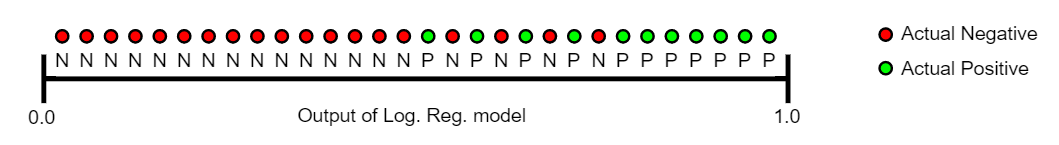 Actual Negative
N N N N N N N N N N N N N N N P N P N P N P N P P P P P P P
Actual Positive
0.0 Output of Log. Reg. model 1.0